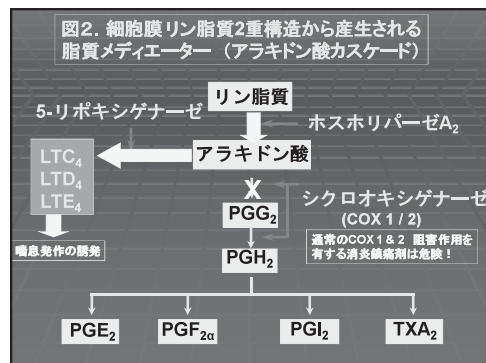 図2. 細胞膜リン脂質2重構造から産生される
脂質メディエーター（アラキドン酸カスケード）
リン脂質
5-リポキシゲナーゼ
ホスホリパーゼA₂
LTC₄
LTD₄
LTE₄
アラキドン酸
X
シクロオキシゲナーゼ
(COX 1 / 2)
PGG₂
通常のCOX 1 & 2 阻害作用を
有する消炎鎮痛剤は危険！
喘息発作の誘発
PGH₂
PGE₂ PGF₂α PGI₂ TXA₂